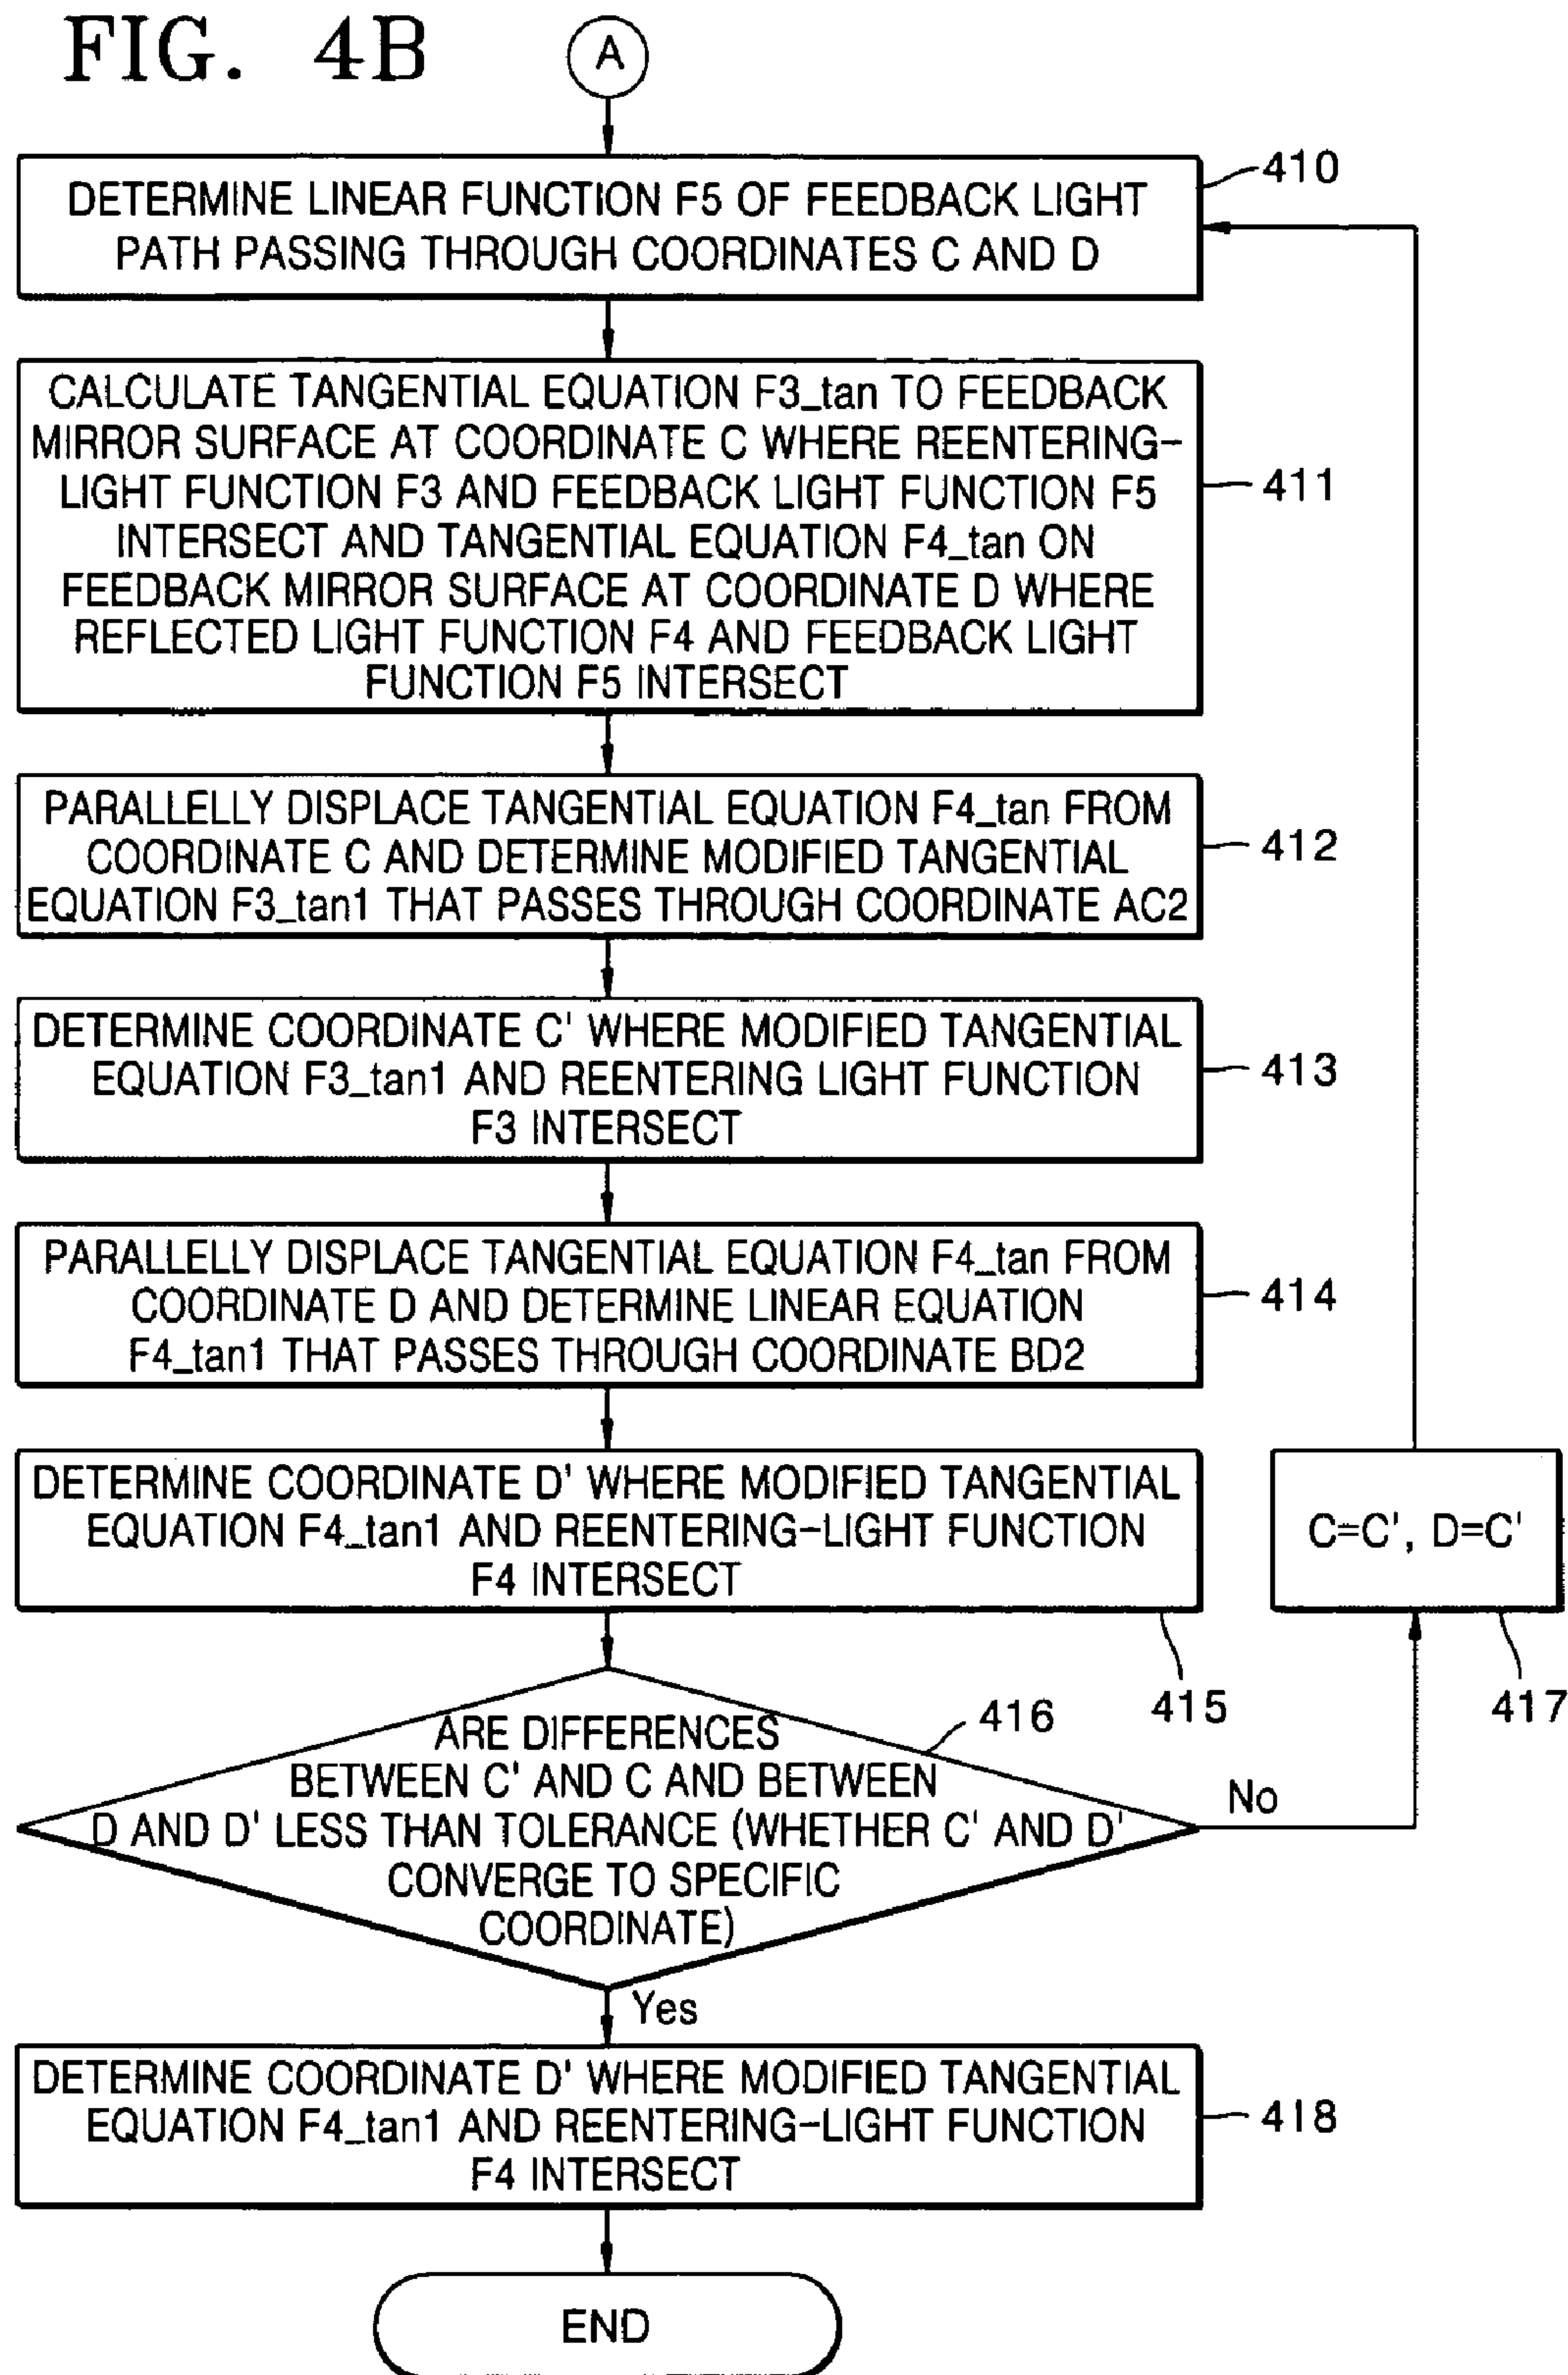 FIG. 4B
A
DETERMINE LINEAR FUNCTION F5 OF FEEDBACK LIGHT
PATH PASSING THROUGH COORDINATES C AND D
410
CALCULATE TANGENTIAL EQUATION F3_tan TO FEEDBACK
MIRROR SURFACE AT COORDINATE C WHERE REENTERING-
LIGHT FUNCTION F3 AND FEEDBACK LIGHT FUNCTION F5
INTERSECT AND TANGENTIAL EQUATION F4_tan ON
FEEDBACK MIRROR SURFACE AT COORDINATE D WHERE
REFLECTED LIGHT FUNCTION F4 AND FEEDBACK LIGHT
FUNCTION F5 INTERSECT
411
PARALLELLY DISPLACE TANGENTIAL EQUATION F4_tan FROM
COORDINATE C AND DETERMINE MODIFIED TANGENTIAL
EQUATION F3_tan1 THAT PASSES THROUGH COORDINATE AC2
412
DETERMINE COORDINATE C' WHERE MODIFIED TANGENTIAL
EQUATION F3_tan1 AND REENTERING LIGHT FUNCTION
F3 INTERSECT
413
PARALLELLY DISPLACE TANGENTIAL EQUATION F4_tan FROM
COORDINATE D AND DETERMINE LINEAR EQUATION
F4_tan1 THAT PASSES THROUGH COORDINATE BD2
414
DETERMINE COORDINATE D' WHERE MODIFIED TANGENTIAL
EQUATION F4_tan1 AND REENTERING-LIGHT FUNCTION
F4 INTERSECT
415
C=C', D=C'
417
ARE DIFFERENCES
BETWEEN C' AND C AND BETWEEN
D AND D' LESS THAN TOLERANCE (WHETHER C' AND D'
CONVERGE TO SPECIFIC
COORDINATE)
416
No
Yes
DETERMINE COORDINATE D' WHERE MODIFIED TANGENTIAL
EQUATION F4_tan1 AND REENTERING-LIGHT FUNCTION
F4 INTERSECT
418
END